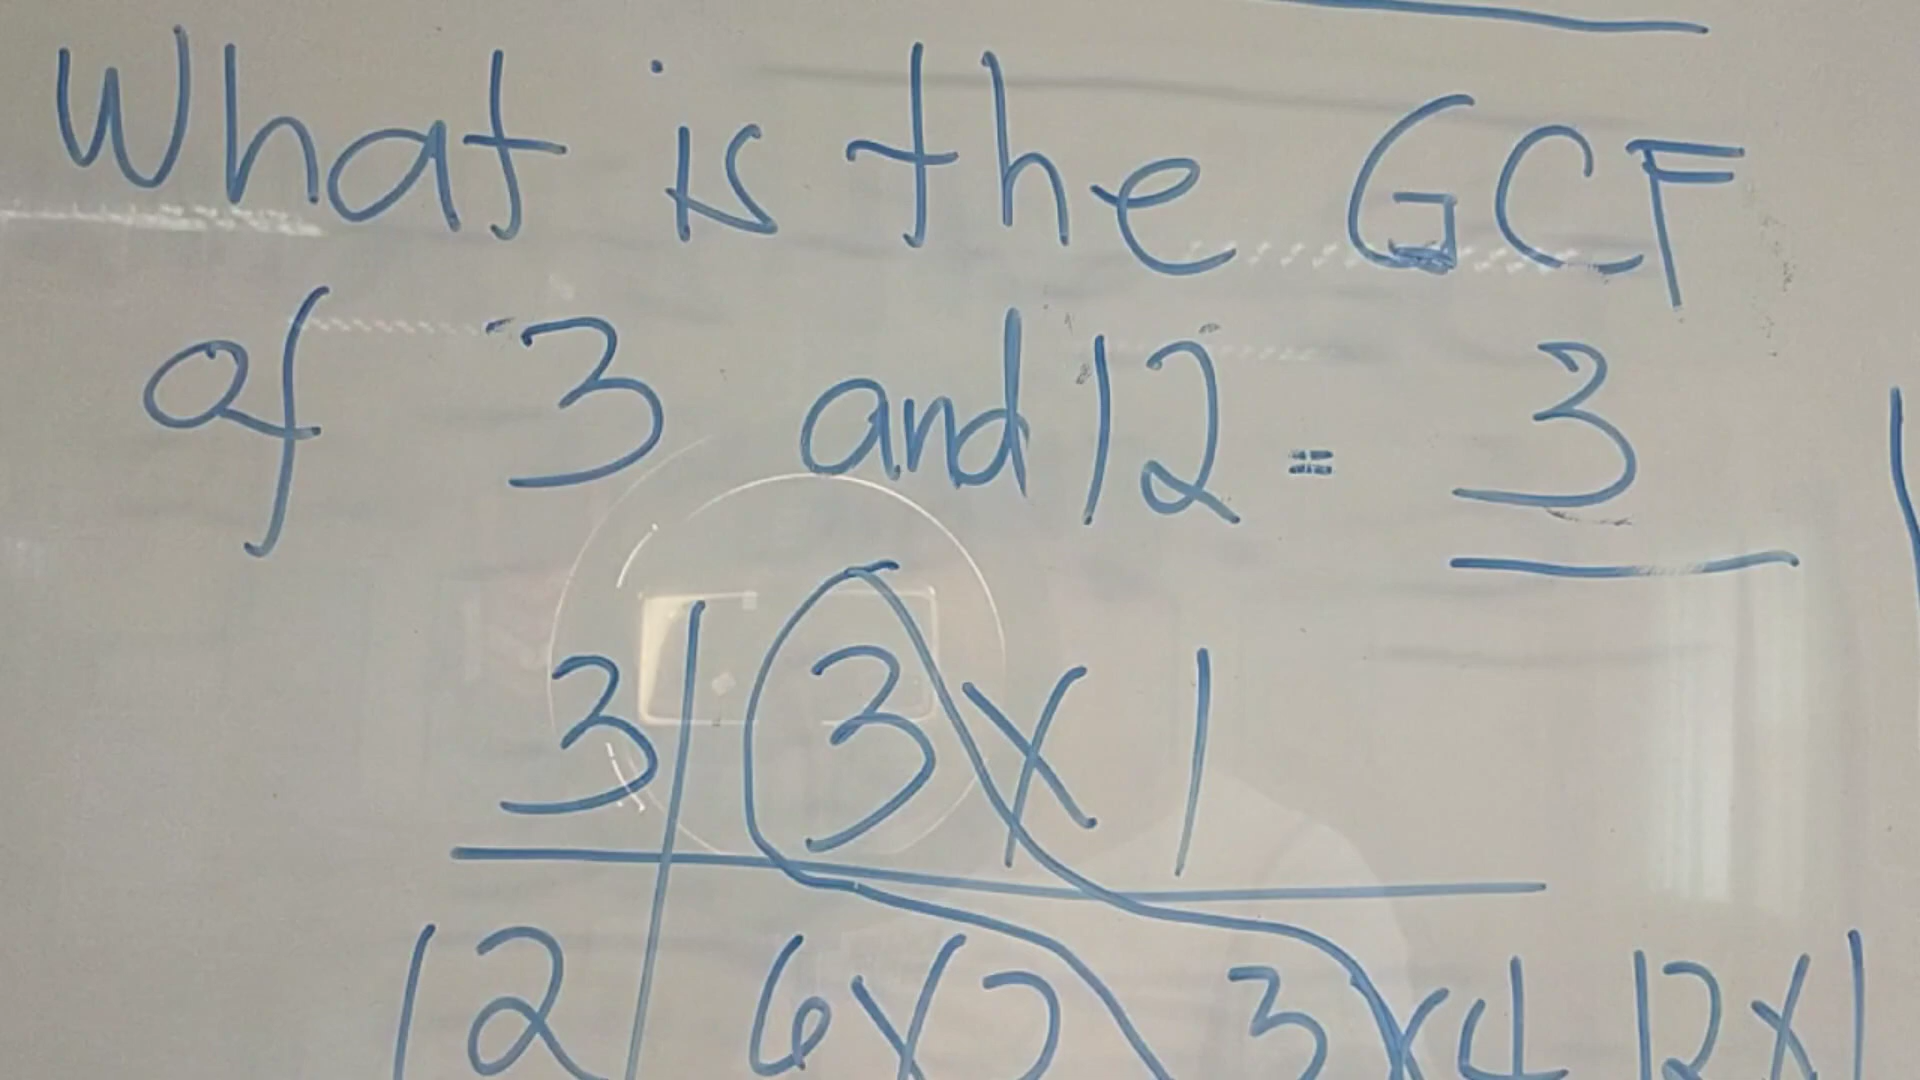 What is the GCF
of 3 and 12 = 3
3 | 3 x 1
12 | 6 x 2 3 x 4 12 x 1